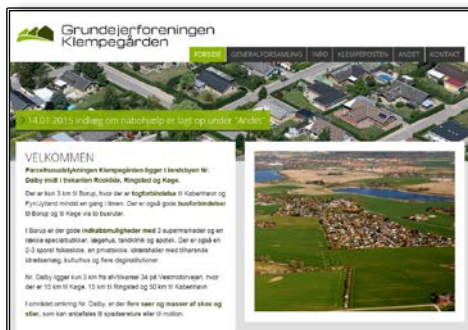 Grundejerforeningen
Klempegården
FORSIDE GENERALFORSAMLING INFO KLEMPEPOSTEN ANDET KONTAKT
14.01.2015 indlæg om nabohjælp er lagt op under "Andet"
VELKOMMEN
Parcelhusudstykningen Klempegården ligger i landsbyen Nr.
Dalby midt i trekanten Roskilde, Ringsted og Køge.
Der er kun 3 km til Borup, hvor der er togforbindelse til København og
Fyn/Jylland mindst en gang i timen. Der er også gode busforbindelser
til Borup og til Køge via to busruter.
I Borup er der gode indkøbsmuligheder med 3 supermarkeder og en
række specialbutikker, lægehus, tandklinik og apotek. Der er også en
2-3 sporet folkeskole, en privatskole, idrætshaller med tilhørende
idrætsanlæg, kulturhus og flere daginstitutioner.
Nr. Dalby ligger kun 3 km fra afkørsel 34 på Vestmotorvejen, hvor
der er 15 km til Køge, 15 km til Ringsted og 50 km til København.
I området omkring Nr. Dalby, er der flere søer og masser af skov og
stier, som kan anbefales til spadsereture eller til motion.